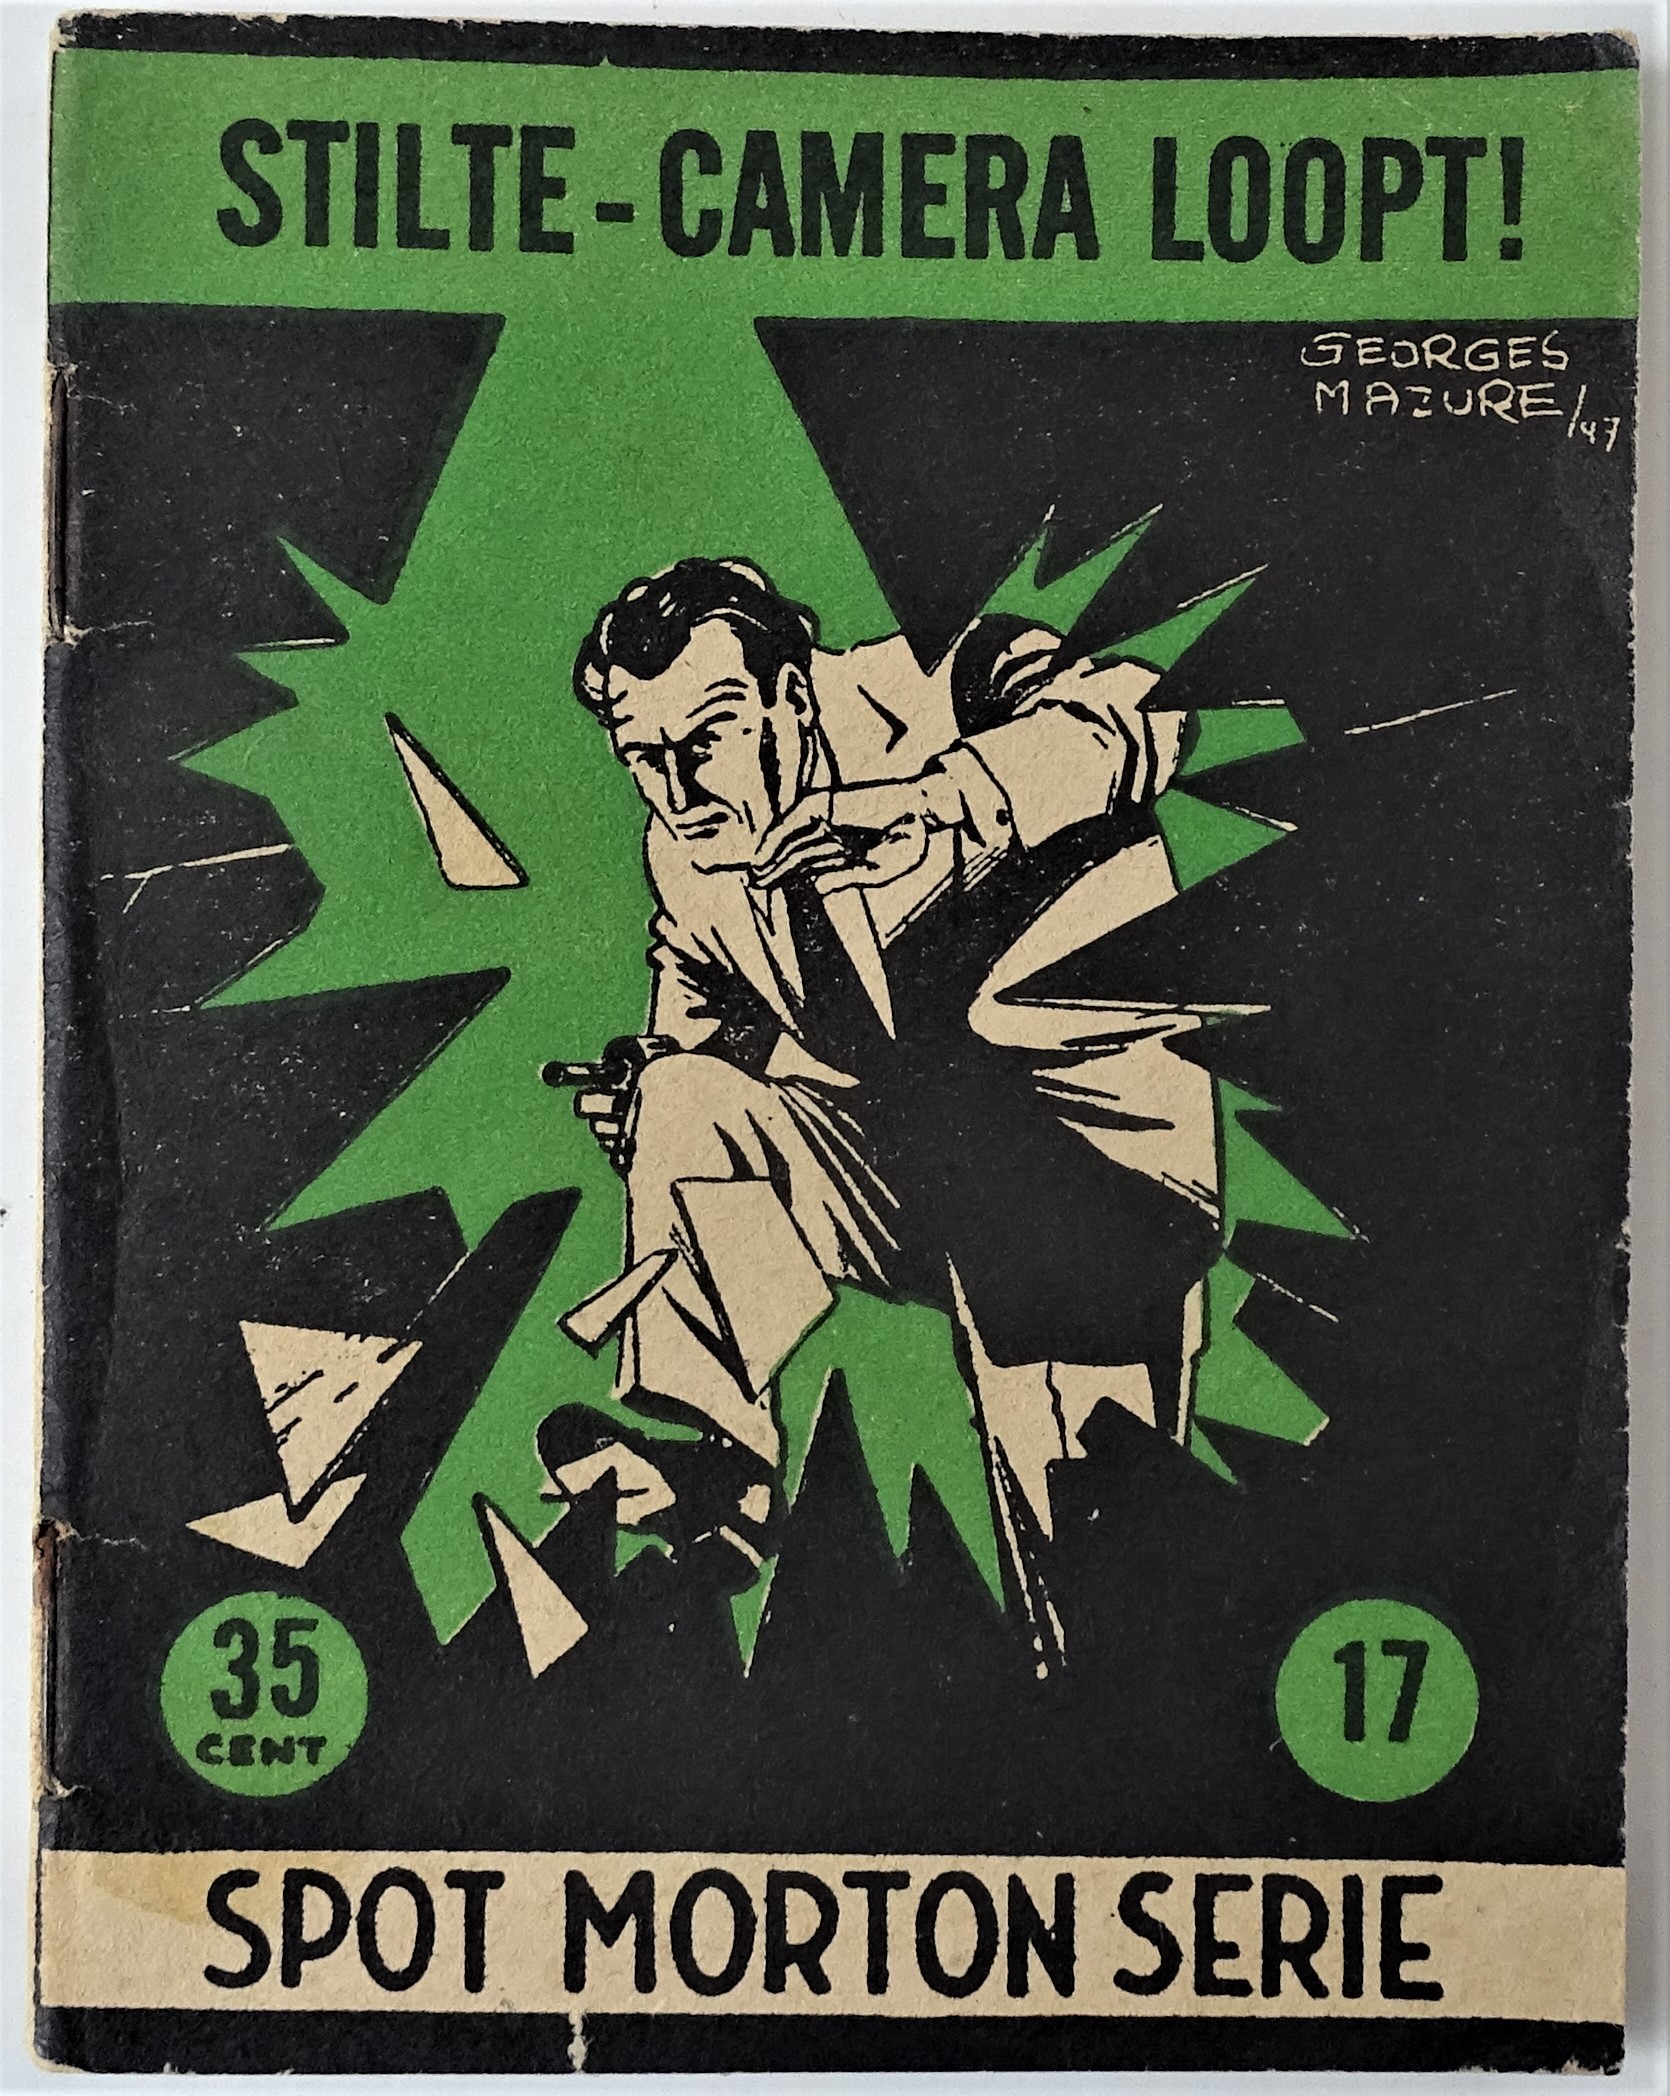 STILTE-CAMERA LOOPT!
GEORGES
MAZURE/47
35
CENT
17
SPOT MORTON SERIE